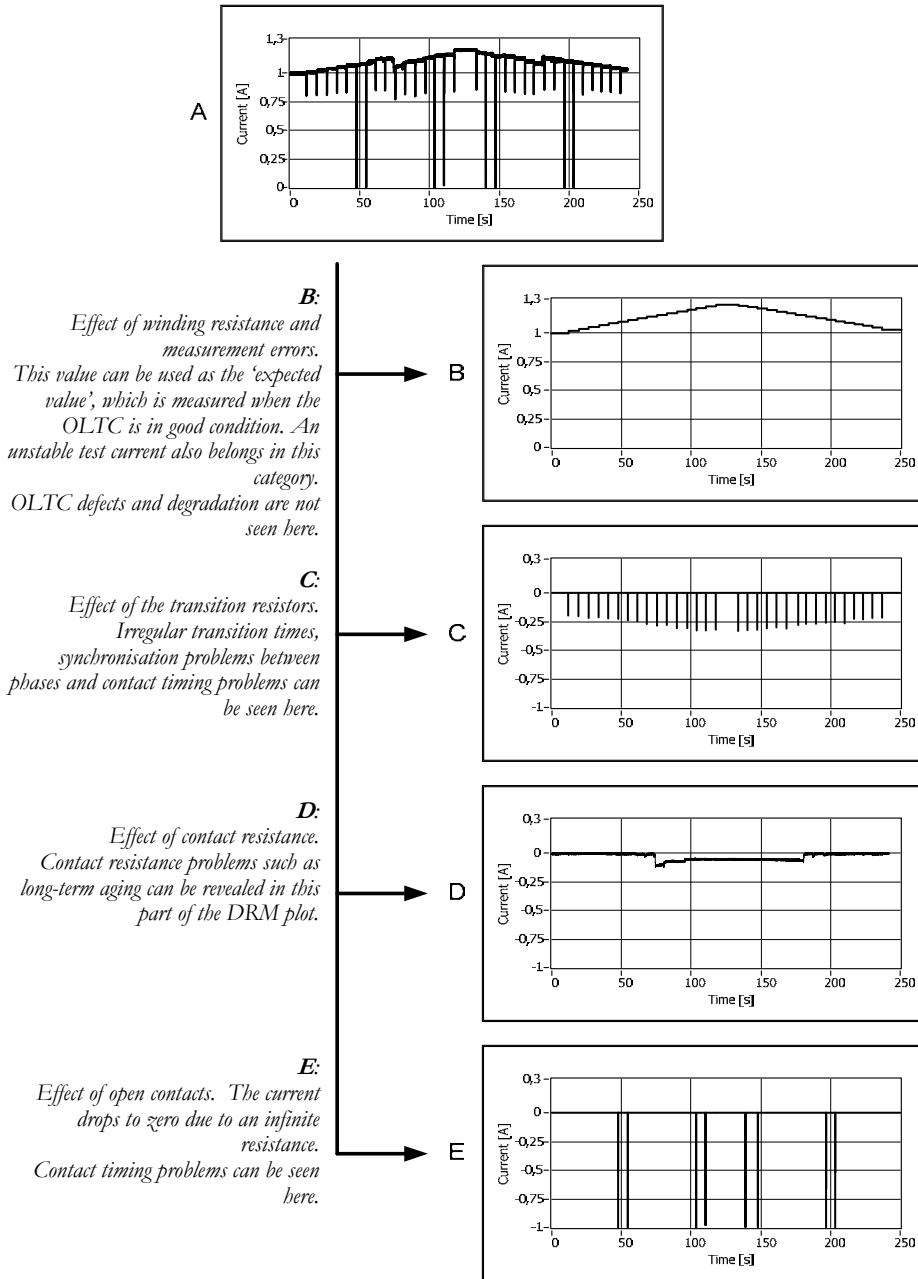 A
Current [A]
1,3
1
0,75
0,5
0,25
0
0 50 100 150 200 250
Time [s]
B:
Effect of winding resistance and
measurement errors.
This value can be used as the ‘expected
value’, which is measured when the
OLTC is in good condition. An
unstable test current also belongs in this
category.
OLTC defects and degradation are not
seen here.
B
Current [A]
1,3
1
0,75
0,5
0,25
0
0 50 100 150 200 250
Time [s]
C:
Effect of the transition resistors.
Irregular transition times,
synchronisation problems between
phases and contact timing problems can
be seen here.
C
Current [A]
0,3
0
-0,25
-0,5
-0,75
-1
0 50 100 150 200 250
Time [s]
D:
Effect of contact resistance.
Contact resistance problems such as
long-term aging can be revealed in this
part of the DRM plot.
D
Current [A]
0,3
0
-0,25
-0,5
-0,75
-1
0 50 100 150 200 250
Time [s]
E:
Effect of open contacts. The current
drops to zero due to an infinite
resistance.
Contact timing problems can be seen
here.
E
Current [A]
0,3
0
-0,25
-0,5
-0,75
-1
0 50 100 150 200 250
Time [s]